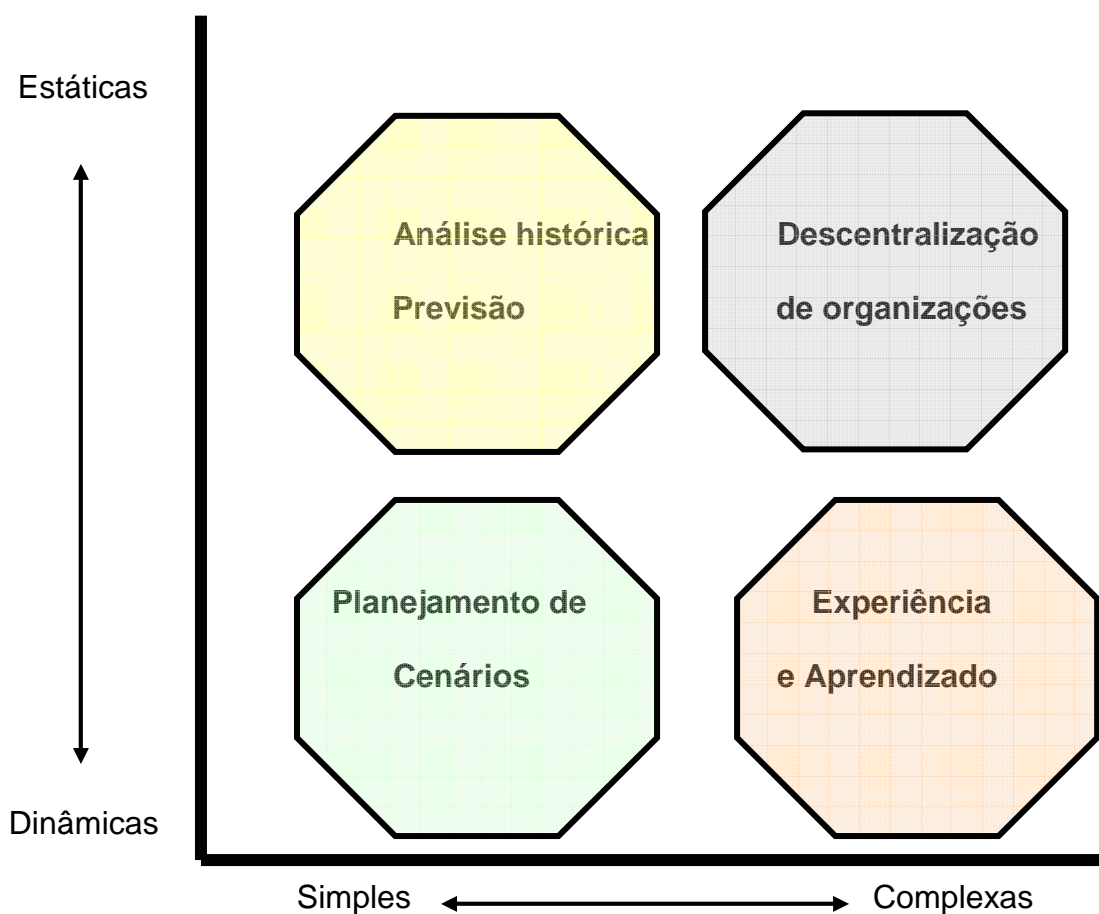 Estáticas
Análise histórica
Previsão
Descentralização
de organizações
Planejamento de
Cenários
Experiência
e Aprendizado
Dinâmicas
Simples
Complexas